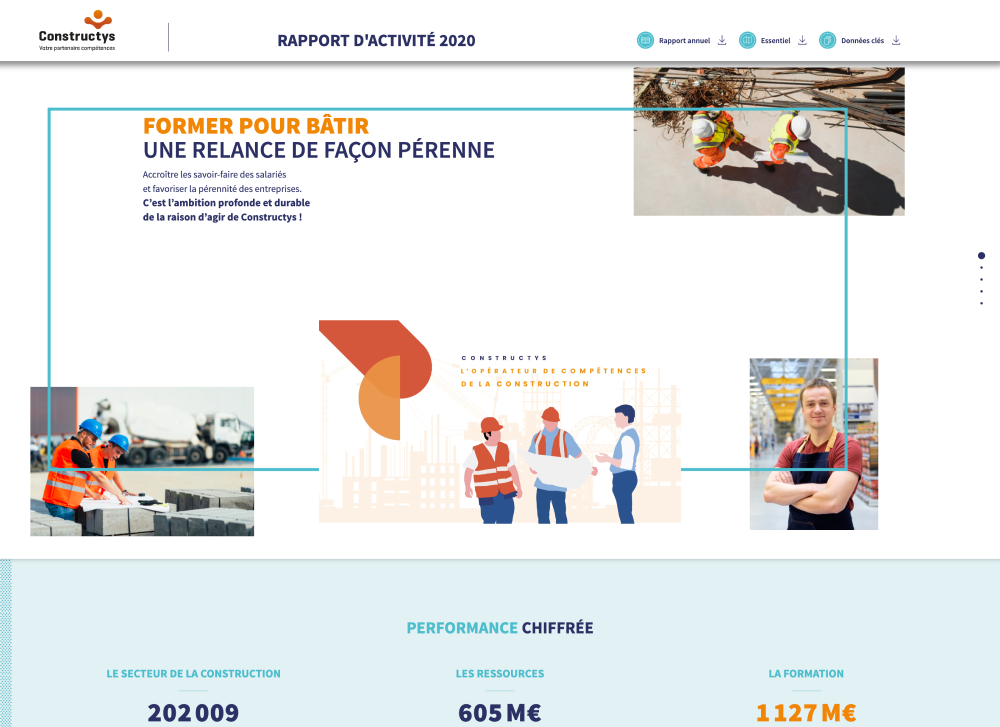 Constructys
Votre partenaire compétences
RAPPORT D'ACTIVITÉ 2020
Rapport annuel
Essentiel
Données clés
FORMER POUR BÂTIR
UNE RELANCE DE FAÇON PÉRENNE
Accroître les savoir-faire des salariés
et favoriser la pérennité des entreprises.
C'est l'ambition profonde et durable
de la raison d'agir de Constructys !
CONSTRUCTYS
L'OPÉRATEUR DE COMPÉTENCES
DE LA CONSTRUCTION
PERFORMANCE CHIFFRÉE
LE SECTEUR DE LA CONSTRUCTION
202 009
LES RESSOURCES
605 M€
LA FORMATION
1 127 M€